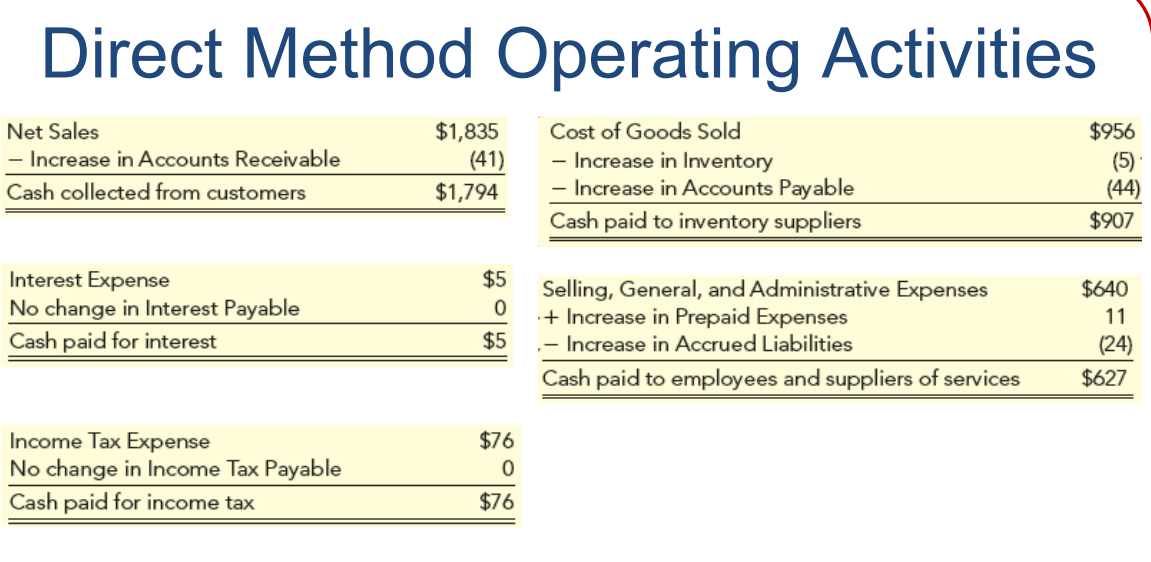 Direct Method Operating Activities
Net Sales $1,835
− Increase in Accounts Receivable (41)
Cash collected from customers $1,794
Cost of Goods Sold $956
− Increase in Inventory (5)
− Increase in Accounts Payable (44)
Cash paid to inventory suppliers $907
Interest Expense $5
No change in Interest Payable 0
Cash paid for interest $5
Selling, General, and Administrative Expenses $640
+ Increase in Prepaid Expenses 11
− Increase in Accrued Liabilities (24)
Cash paid to employees and suppliers of services $627
Income Tax Expense $76
No change in Income Tax Payable 0
Cash paid for income tax $76